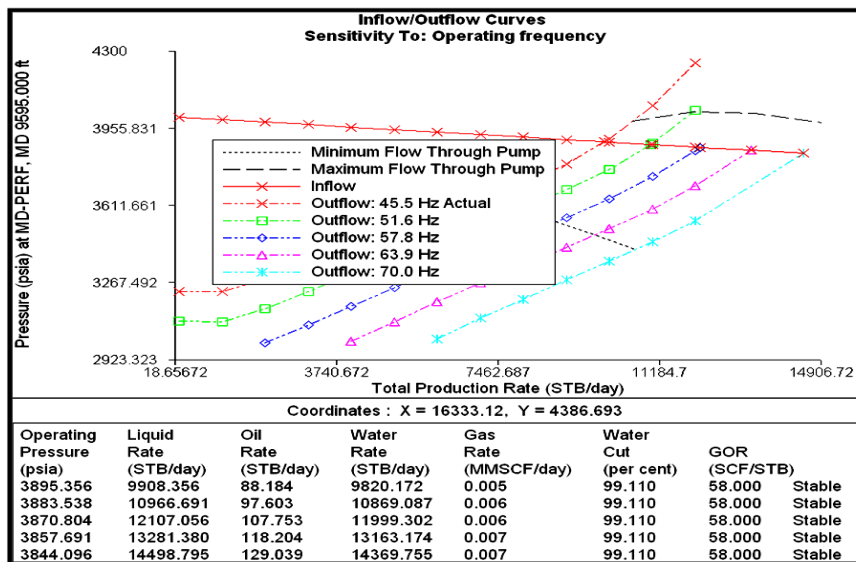 Inflow/Outflow Curves
Sensitivity To: Operating frequency
Pressure (psia) at MD-PERF, MD 9595.000 ft
4300
3955.831
3611.661
3267.492
2923.323
Minimum Flow Through Pump
Maximum Flow Through Pump
Inflow
Outflow: 45.5 Hz Actual
Outflow: 51.6 Hz
Outflow: 57.8 Hz
Outflow: 63.9 Hz
Outflow: 70.0 Hz
18.65672 3740.672 7462.687 11184.7 14906.72
Total Production Rate (STB/day)
Coordinates : X = 16333.12, Y = 4386.693
Operating Liquid Oil Water Gas Water
Pressure Rate Rate Rate Rate Cut GOR
(psia) (STB/day) (STB/day) (STB/day) (MMSCF/day) (per cent) (SCF/STB)
3895.356 9908.356 88.184 9820.172 0.005 99.110 58.000 Stable
3883.538 10966.691 97.603 10869.087 0.006 99.110 58.000 Stable
3870.804 12107.056 107.753 11999.302 0.006 99.110 58.000 Stable
3857.691 13281.380 118.204 13163.174 0.007 99.110 58.000 Stable
3844.096 14498.795 129.039 14369.755 0.007 99.110 58.000 Stable